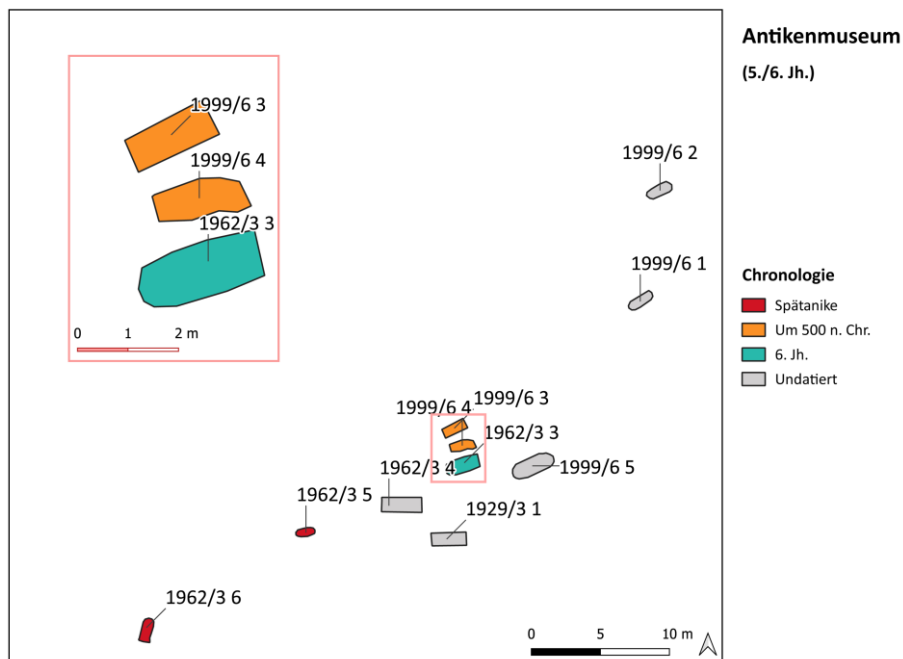 Antikenmuseum
(5./6. Jh.)
1999/6 3
1999/6 4
1962/3 3
0 1 2 m
1999/6 2
1999/6 1
Chronologie
Spätanike
Um 500 n. Chr.
6. Jh.
Undatiert
1999/6 3
1999/6 4
1962/3 3
1962/3 4
1999/6 5
1962/3 5
1929/3 1
1962/3 6
0 5 10 m